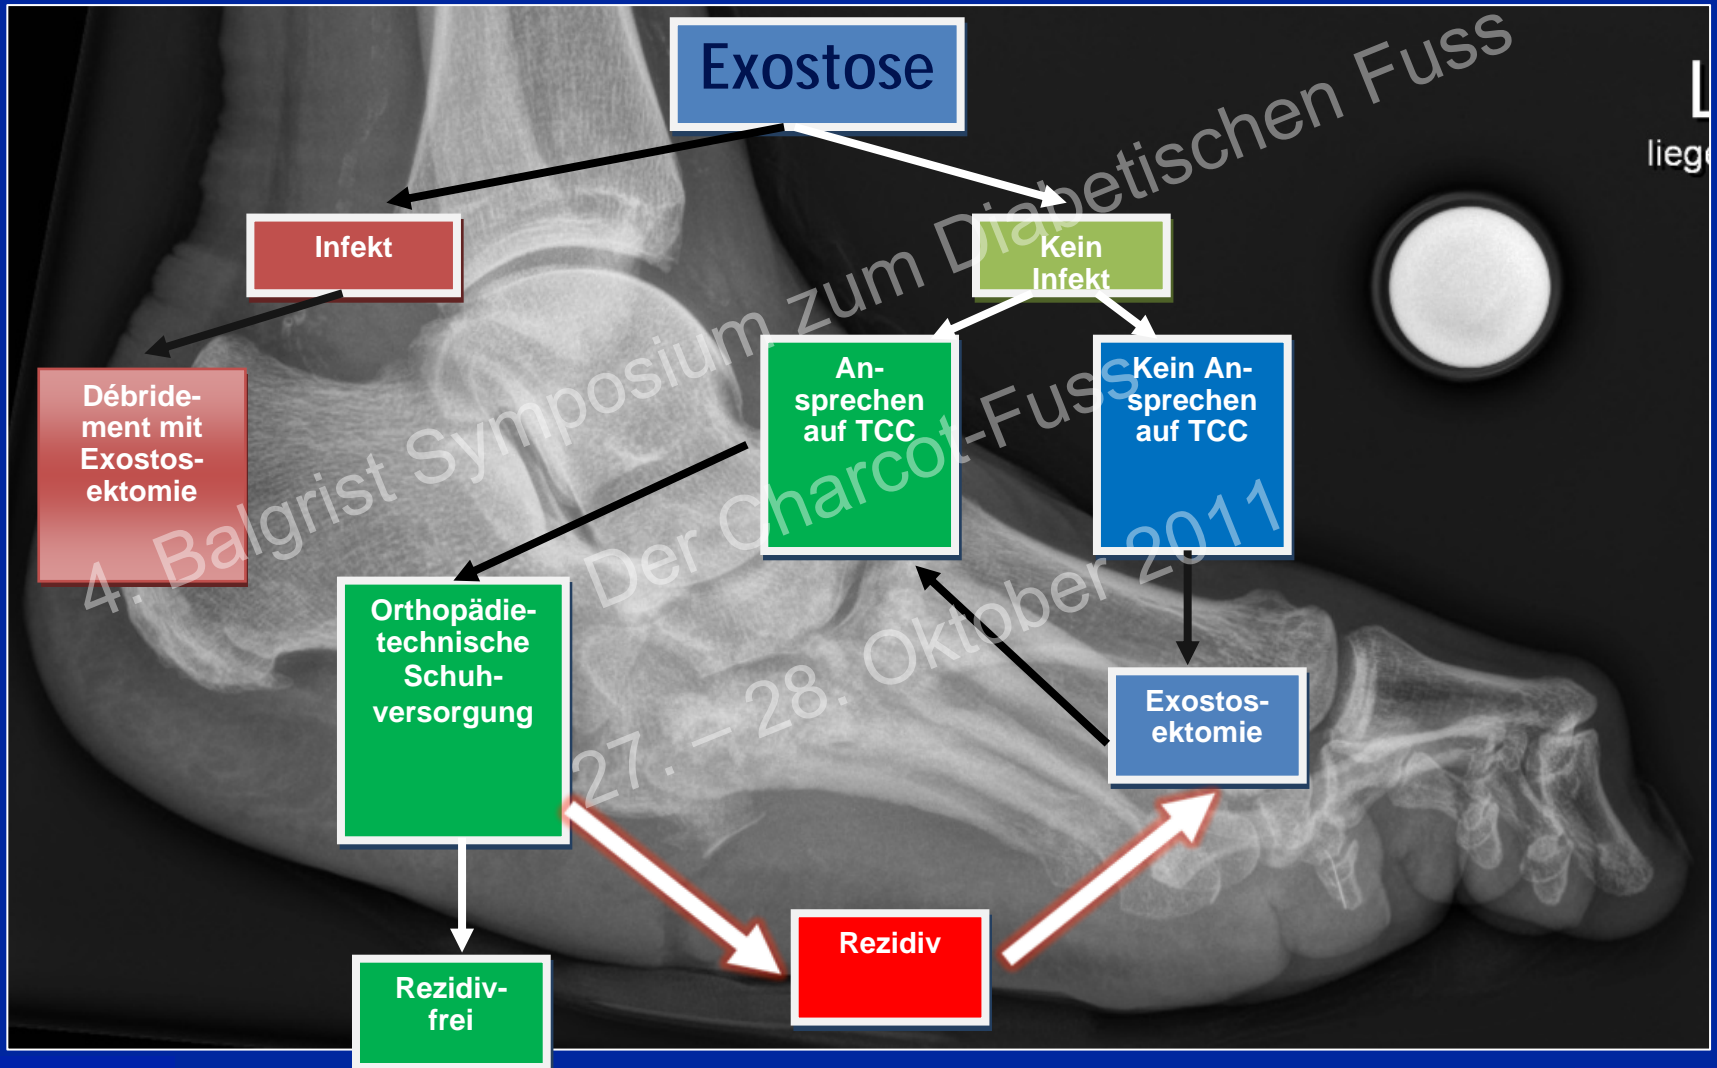 Exostose
L
lieg
Infekt
Kein
Infekt
Débride-
ment mit
Exostos-
ektomie
An-
sprechen
auf TCC
Kein An-
sprechen
auf TCC
Orthopädie-
technische
Schuh-
versorgung
Exostos-
ektomie
Rezidiv
Rezidiv-
frei
4. Balgrist Symposium zum Diabetischen Fuss
Der Charcot-Fuss
27. – 28. Oktober 2011